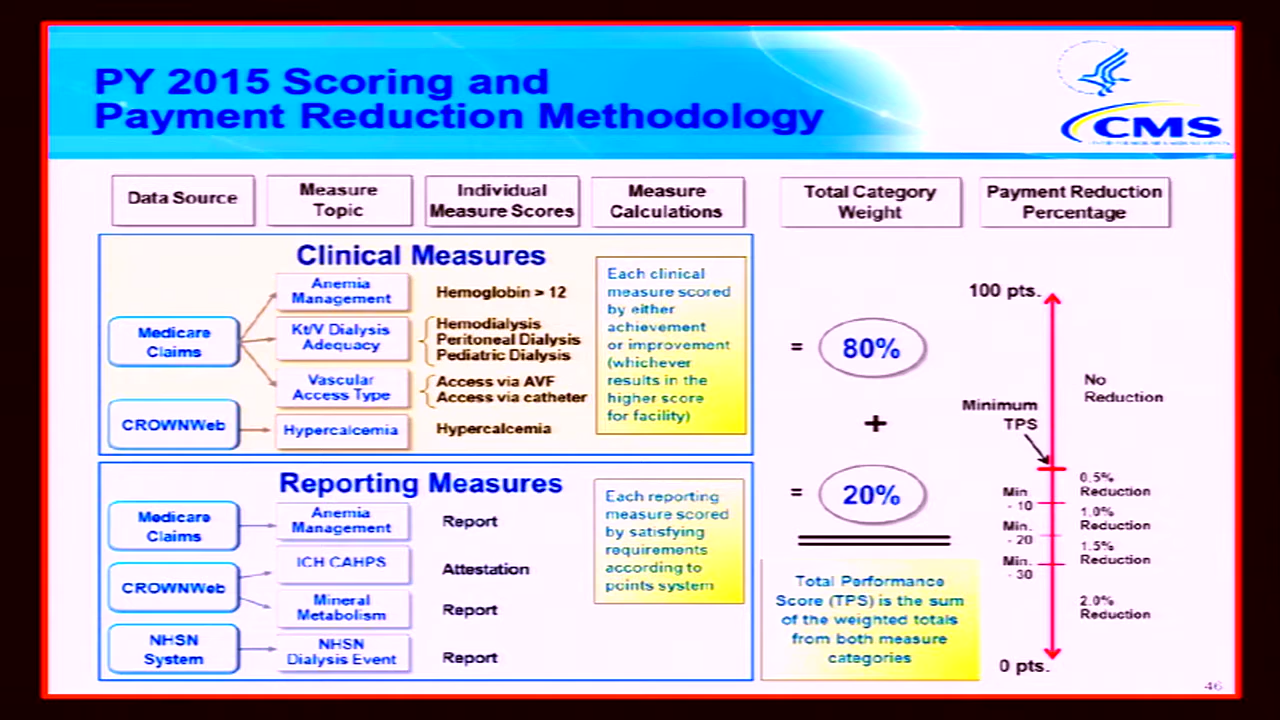 PY 2015 Scoring and
Payment Reduction Methodology
CMS
Data Source
Measure
Topic
Individual
Measure Scores
Measure
Calculations
Total Category
Weight
Payment Reduction
Percentage
Clinical Measures
Medicare
Claims
CROWNWeb
Anemia
Management
Kt/V Dialysis
Adequacy
Vascular
Access Type
Hypercalcemia
Hemoglobin > 12
Hemodialysis
Peritoneal Dialysis
Pediatric Dialysis
Access via AVF
Access via catheter
Hypercalcemia
Each clinical
measure scored
by either
achievement
or improvement
(whichever
results in the
higher score
for facility)
= 80%
+
Reporting Measures
Medicare
Claims
CROWNWeb
NHSN
System
Anemia
Management
ICH CAHPS
Mineral
Metabolism
NHSN
Dialysis Event
Report
Attestation
Report
Report
Each reporting
measure scored
by satisfying
requirements
according to
points system
= 20%
Total Performance
Score (TPS) is the sum
of the weighted totals
from both measure
categories
100 pts.
No
Reduction
Minimum
TPS
0.5%
Reduction
Min
- 10
1.0%
Reduction
Min.
- 20
1.5%
Reduction
Min.
- 30
2.0%
Reduction
0 pts.
46